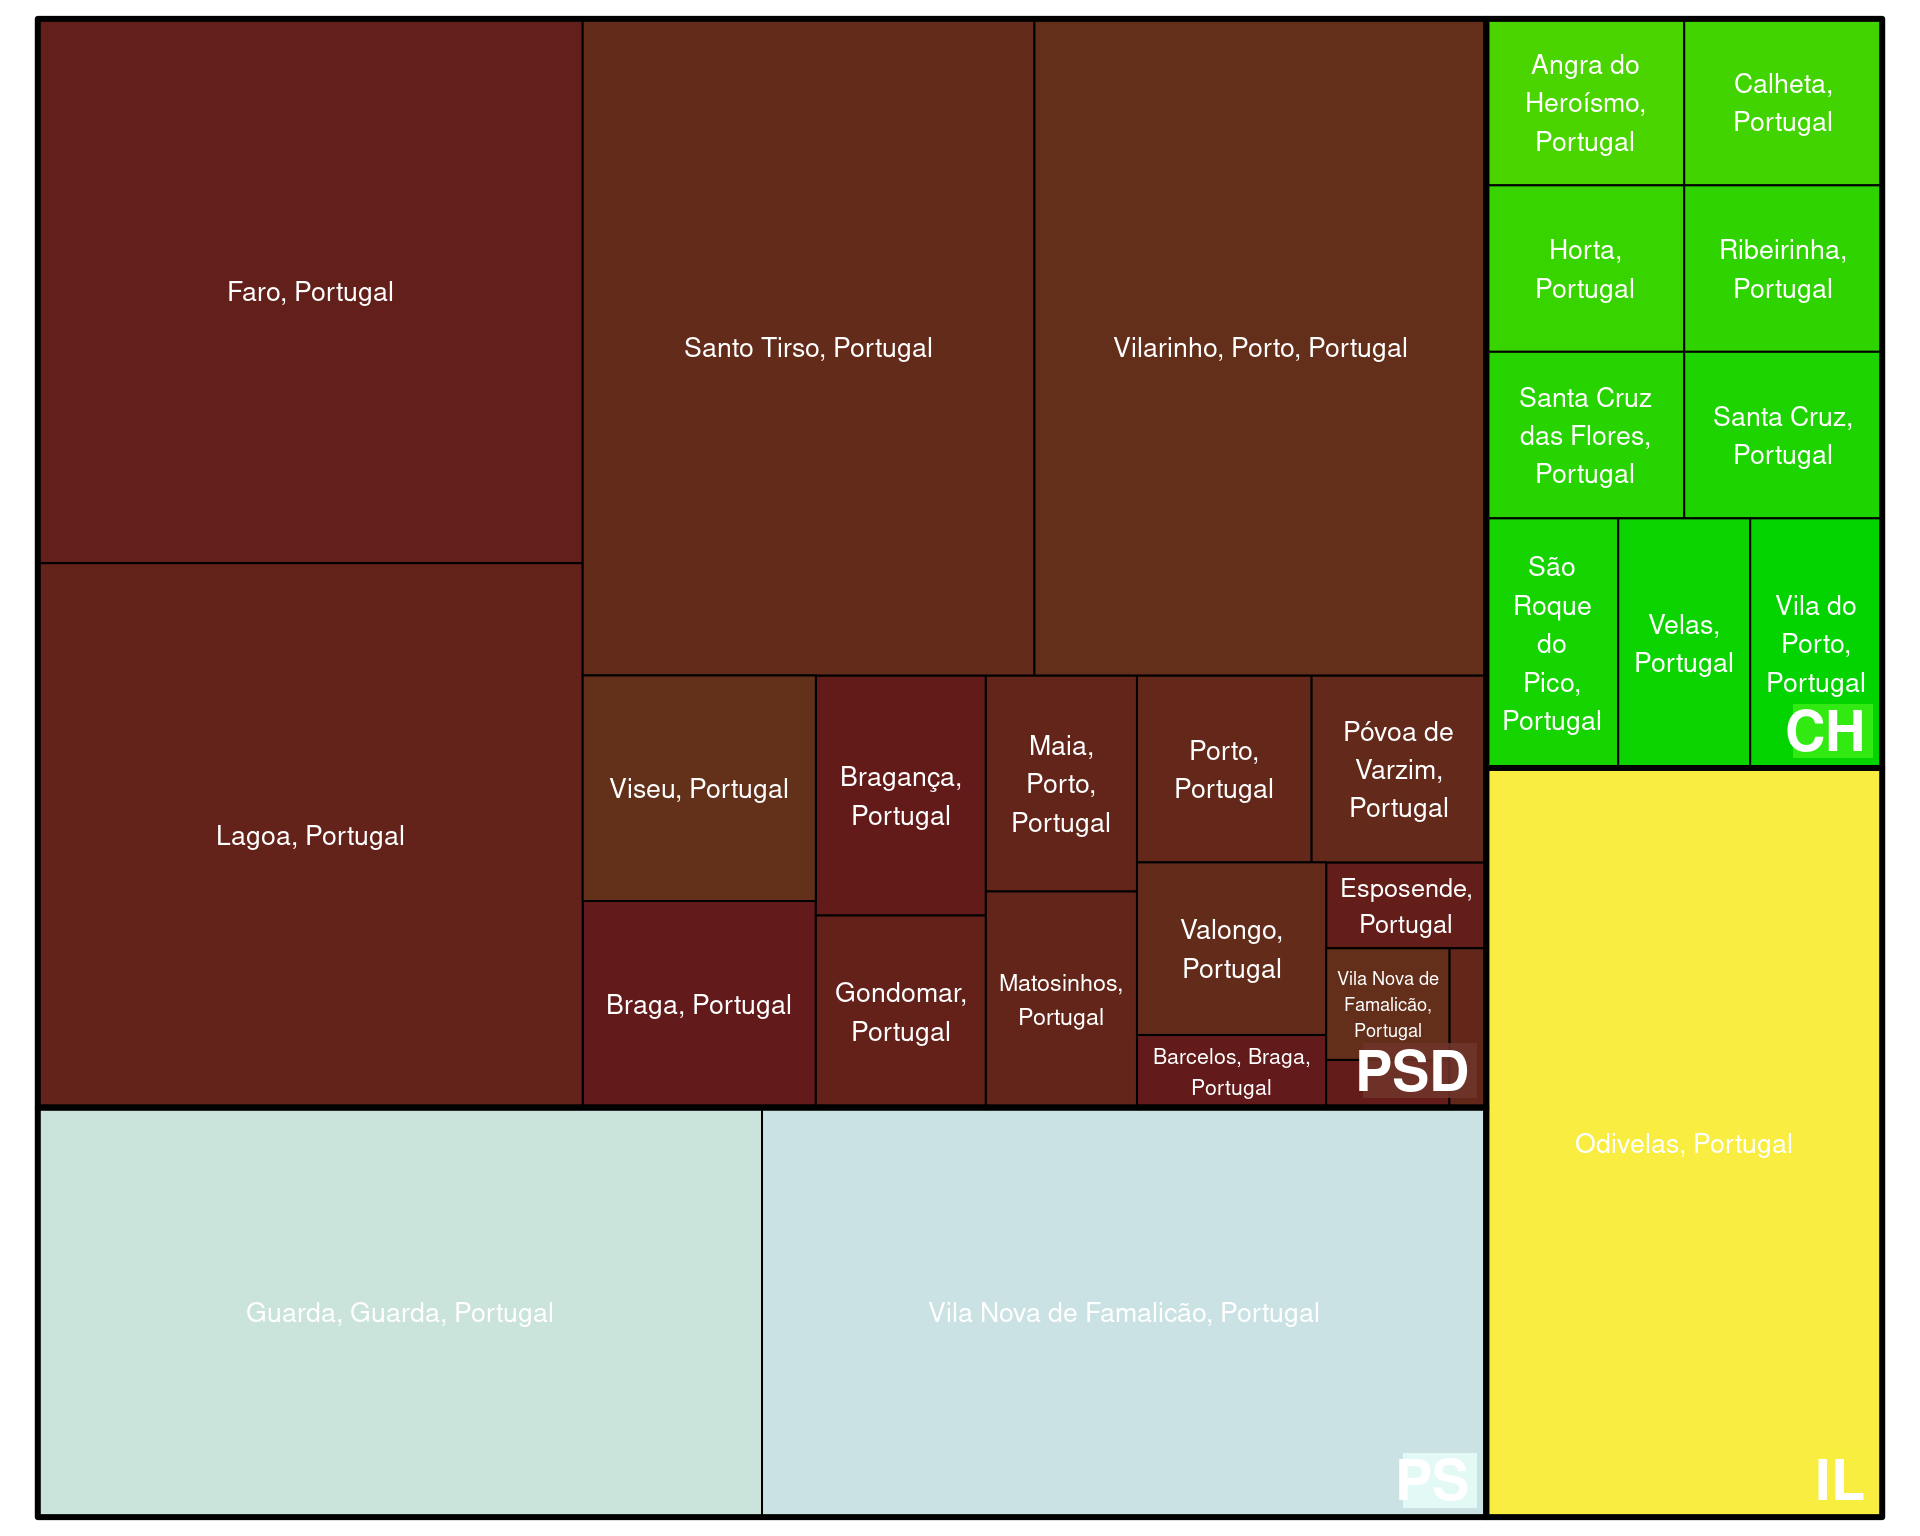 Faro, Portugal
Lagoa, Portugal
Santo Tirso, Portugal
Vilarinho, Porto, Portugal
Viseu, Portugal
Braga, Portugal
Bragança,
Portugal
Gondomar,
Portugal
Maia,
Porto,
Portugal
Matosinhos,
Portugal
Porto,
Portugal
Póvoa de
Varzim,
Portugal
Valongo,
Portugal
Barcelos, Braga,
Portugal
Esposende,
Portugal
Vila Nova de
Famalicão,
Portugal
PSD
Guarda, Guarda, Portugal
Vila Nova de Famalicão, Portugal
PS
Angra do
Heroísmo,
Portugal
Calheta,
Portugal
Horta,
Portugal
Ribeirinha,
Portugal
Santa Cruz
das Flores,
Portugal
Santa Cruz,
Portugal
São
Roque
do
Pico,
Portugal
Velas,
Portugal
Vila do
Porto,
Portugal
CH
Odivelas, Portugal
IL